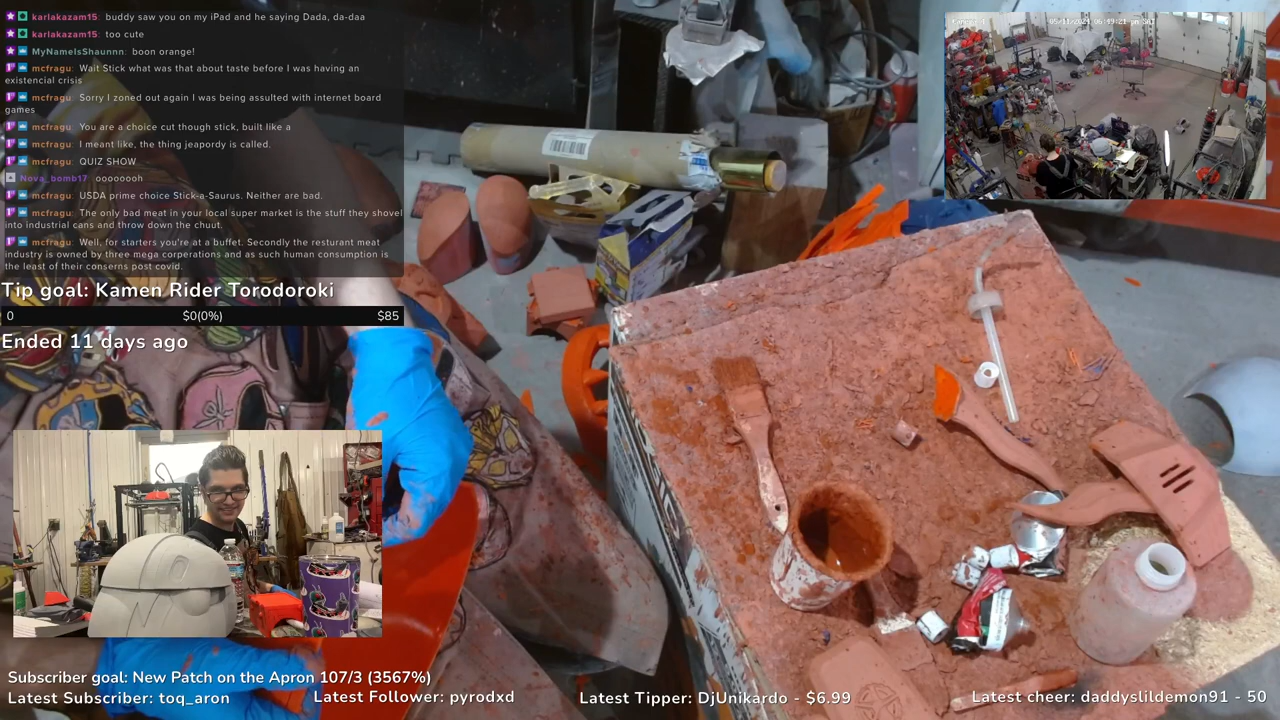 karlakazam15: buddy saw you on my iPad and he saying Dada, da-daa
karlakazam15: too cute
MyNameIsShaunnn: boon orange!
mcfragu: Wait Stick what was that about taste before I was having an
existencial crisis
mcfragu: Sorry I zoned out again I was being assulted with internet board
games
mcfragu: You are a choice cut though stick, built like a
mcfragu: I meant like, the thing jeapordy is called.
mcfragu: QUIZ SHOW
Nova_bomb17 oooooooh
mcfragu: USDA prime choice Stick-a-Saurus. Neither are bad.
mcfragu: The only bad meat in your local super market is the stuff they shovel
into industrial cans and throw down the chuut.
mcfragu: Well, for starters you're at a buffet. Secondly the resturant meat
industry is owned by three mega corperations and as such human consumption is
the least of their conserns post covid.
Tip goal: Kamen Rider Torodoroki
0 $0(0%) $85
Ended 11 days ago
Subscriber goal: New Patch on the Apron 107/3 (3567%)
Latest Subscriber: toq_aron
Latest Follower: pyrodxd
Latest Tipper: DjUnikardo - $6.99
Latest cheer: daddyslildemon91 - 50